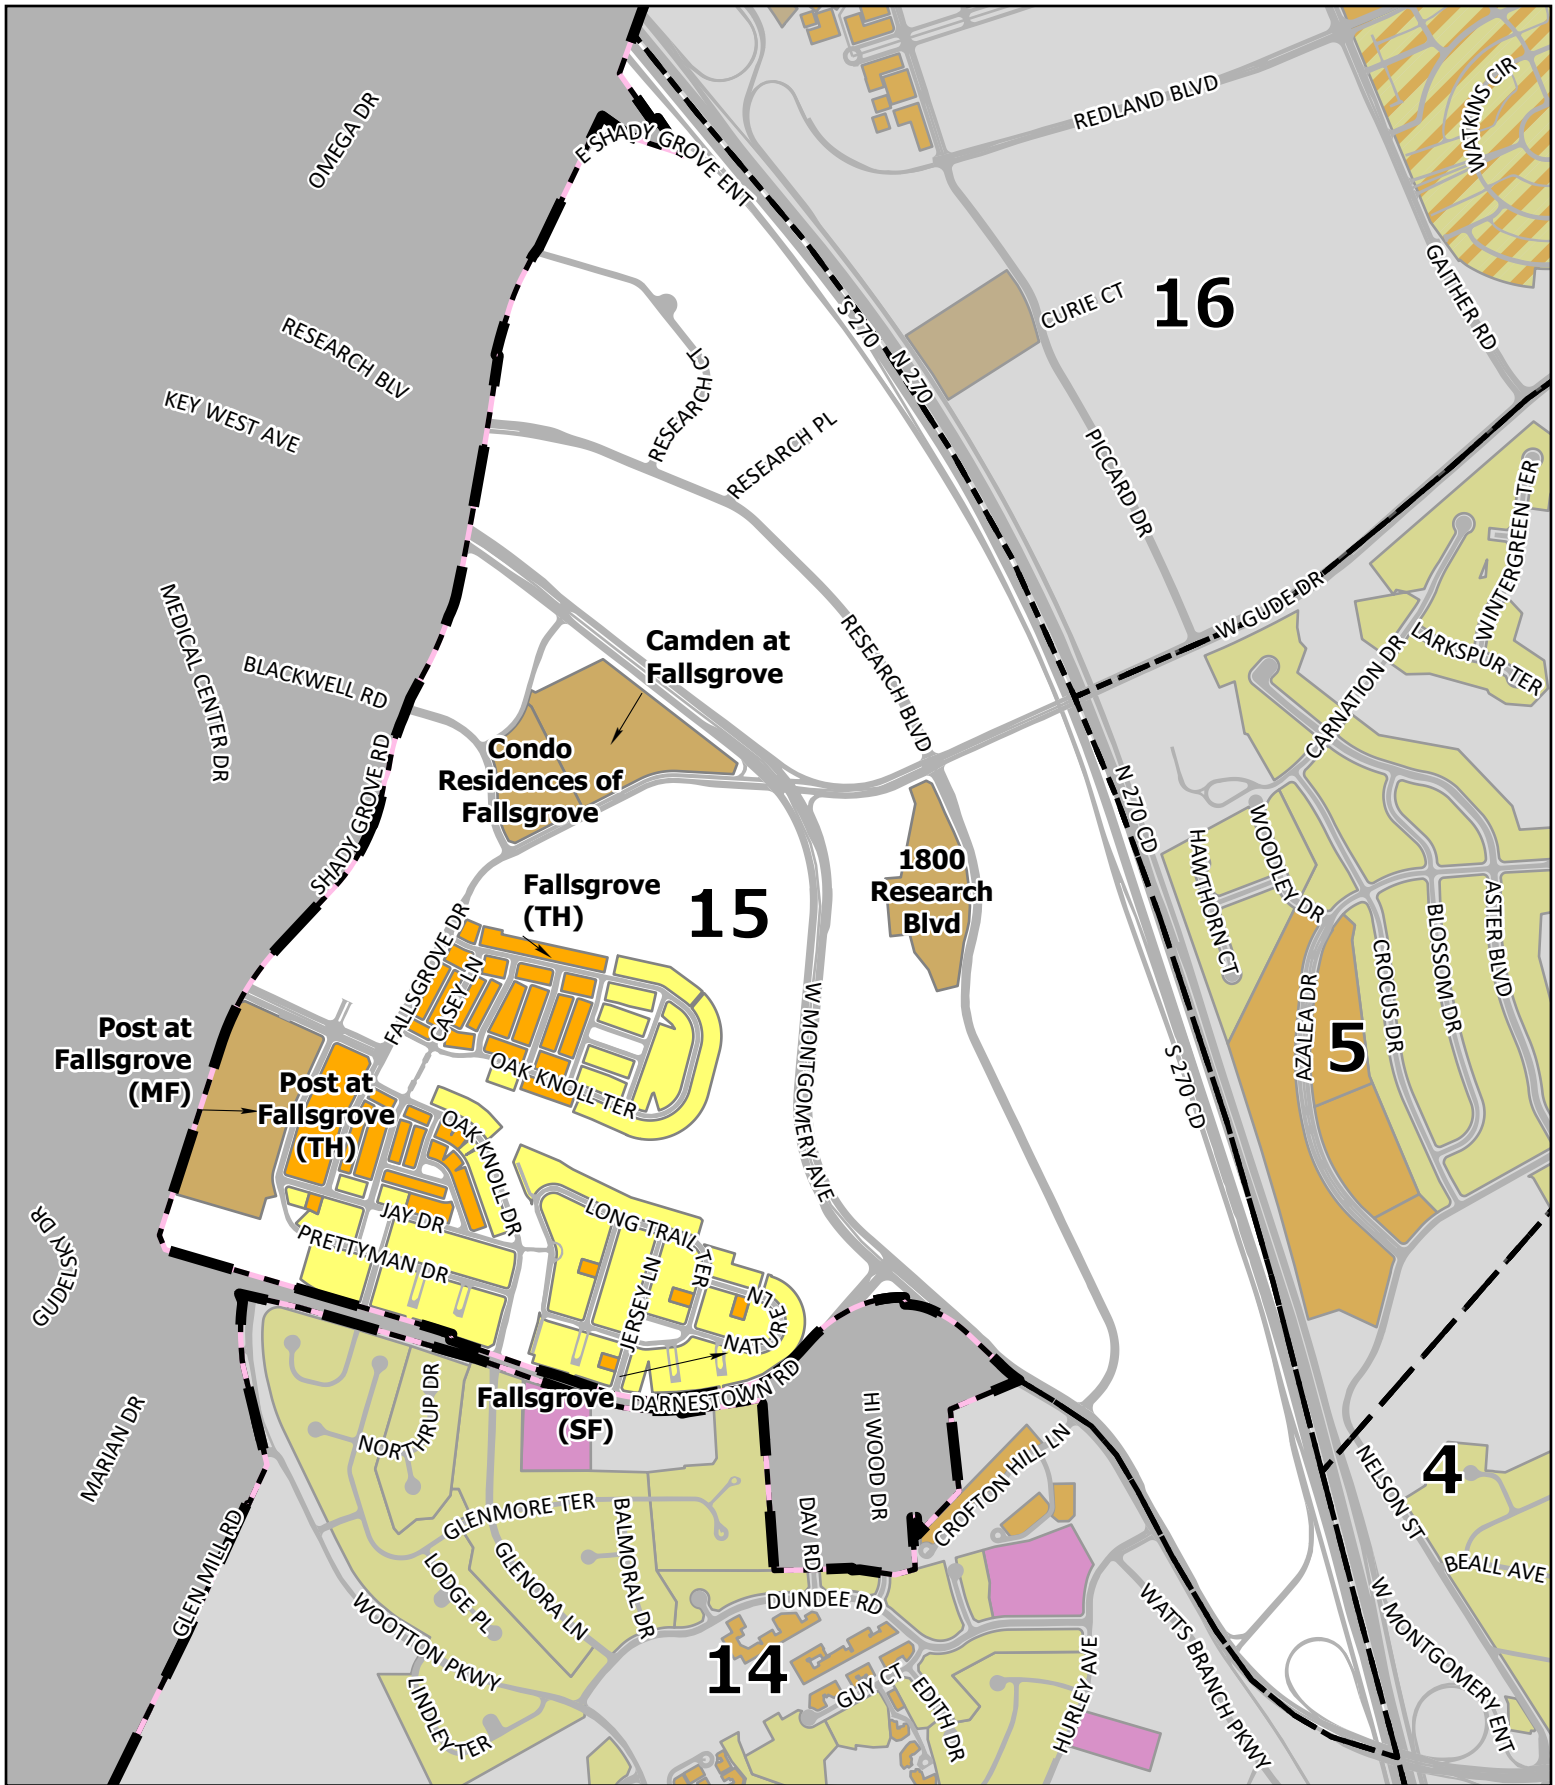 OMEGA DR
E SHADY GROVE ENT
REDLAND BLVD
WATKINS CIR
GAITHER RD
CURIE CT
16
S 270
N 270
RESEARCH BLV
KEY WEST AVE
RESEARCH CT
RESEARCH PL
PICCARD DR
W GUDE DR
WINTERGREEN TER
LARKSPUR TER
CARNATION DR
MEDICAL CENTER DR
BLACKWELL RD
SHADY GROVE RD
Camden at
Fallsgrove
RESEARCH BLVD
Condo
Residences of
Fallsgrove
N 270 CD
HAWTHORN CT
WOODLEY DR
1800
Research
Blvd
Fallsgrove
(TH)
15
FALLSGROVE DR
CASEY LN
OAK KNOLL TER
W MONTGOMERY AVE
S 270 CD
AZALEA DR
CROCUS DR
BLOSSOM DR
ASTER BLVD
5
Post at
Fallsgrove
(MF)
Post at
Fallsgrove
(TH)
OAK KNOLL DR
JAY DR
PRETTYMAN DR
LONG TRAIL TER
JERSEY LN
NATURE LN
GUDELSKY DR
Fallsgrove
(SF)
DARNESTOWN RD
MARIAN DR
NORTHRUP DR
HI WOOD DR
CROFTON HILL LN
4
NELSON ST
BEALL AVE
GLEN MILL RD
GLENMORE TER
BALMORAL DR
DAV RD
LODGE PL
GLENORA LN
DUNDEE RD
WOOTTON PKWY
LINDLEY TER
14
GUY CT
EDITH DR
HURLEY AVE
WATTS BRANCH PKWY
W MONTGOMERY ENT